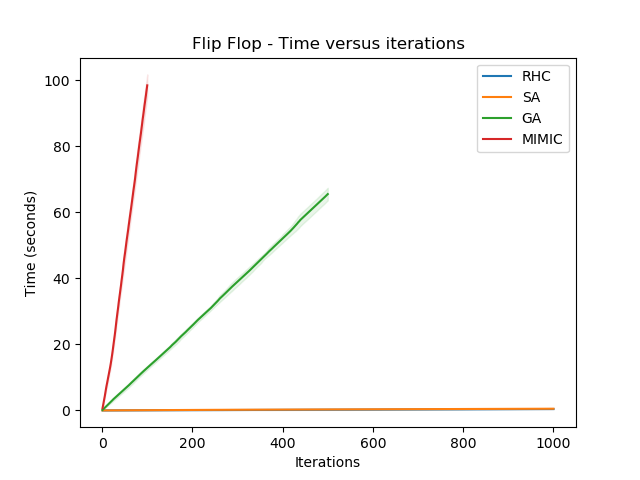 Flip Flop - Time versus iterations
RHC
SA
GA
MIMIC
Time (seconds)
100
80
60
40
20
0
0 200 400 600 800 1000
Iterations